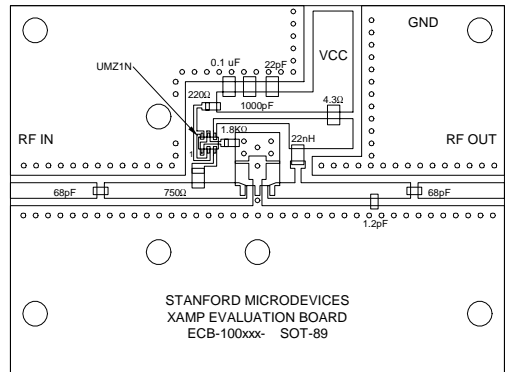 GND
VCC
0.1 uF
22pF
UMZ1N
220Ω
1000pF
4.3Ω
RF IN
1.8KΩ
22nH
RF OUT
1
68pF
750Ω
68pF
1.2pF
STANFORD MICRODEVICES
XAMP EVALUATION BOARD
ECB-100xxx- SOT-89